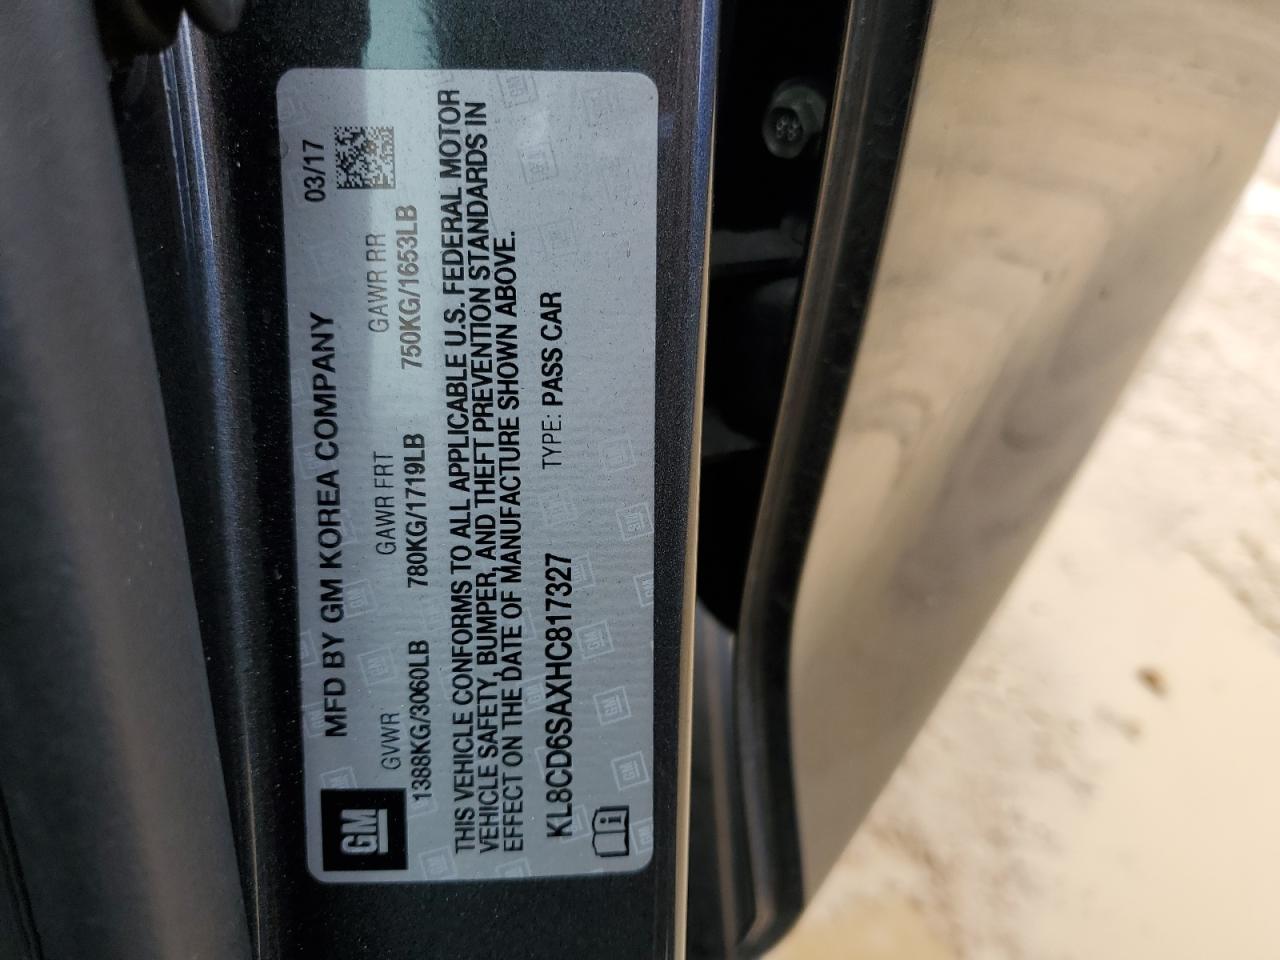 GM
MFD BY GM KOREA COMPANY 03/17
GVWR GAWR FRT GAWR RR
1388KG/3060LB 780KG/1719LB 750KG/1653LB
THIS VEHICLE CONFORMS TO ALL APPLICABLE U.S. FEDERAL MOTOR
VEHICLE SAFETY, BUMPER, AND THEFT PREVENTION STANDARDS IN
EFFECT ON THE DATE OF MANUFACTURE SHOWN ABOVE.
KL8CD6SAXHC817327 TYPE: PASS CAR